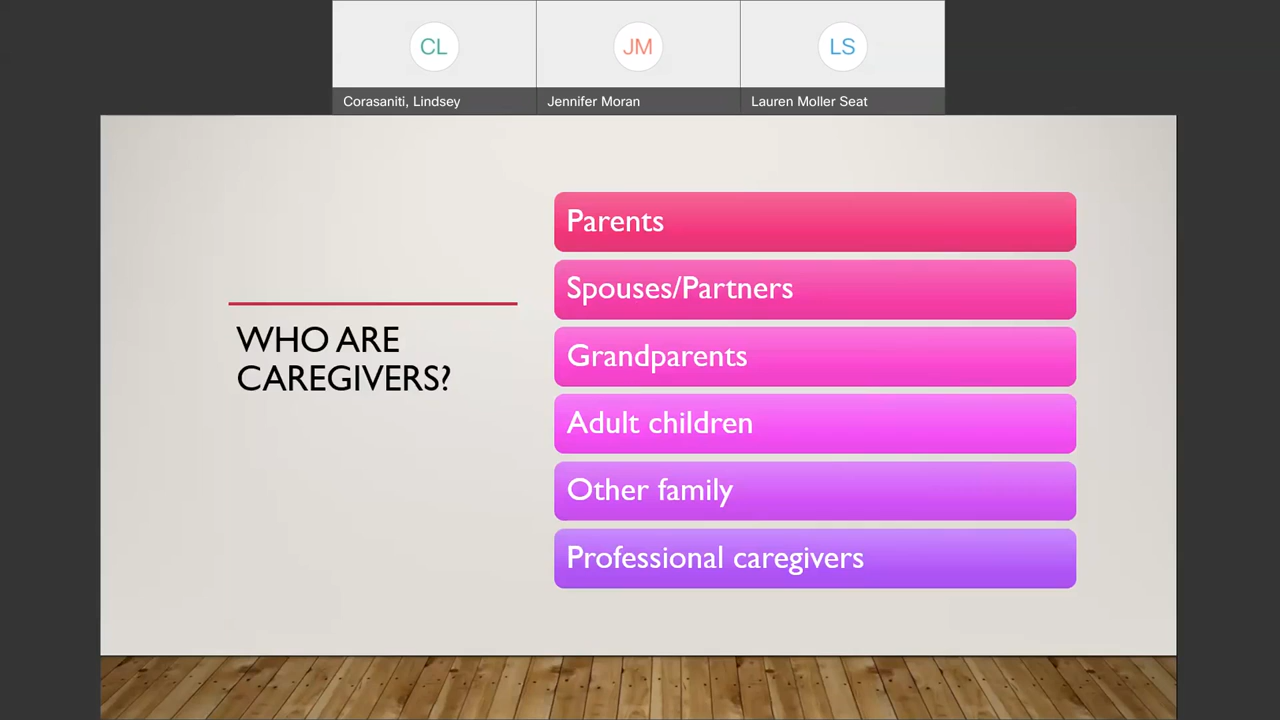 CL
JM
LS
Corasaniti, Lindsey
Jennifer Moran
Lauren Moller Seat
WHO ARE
CAREGIVERS?
Parents
Spouses/Partners
Grandparents
Adult children
Other family
Professional caregivers